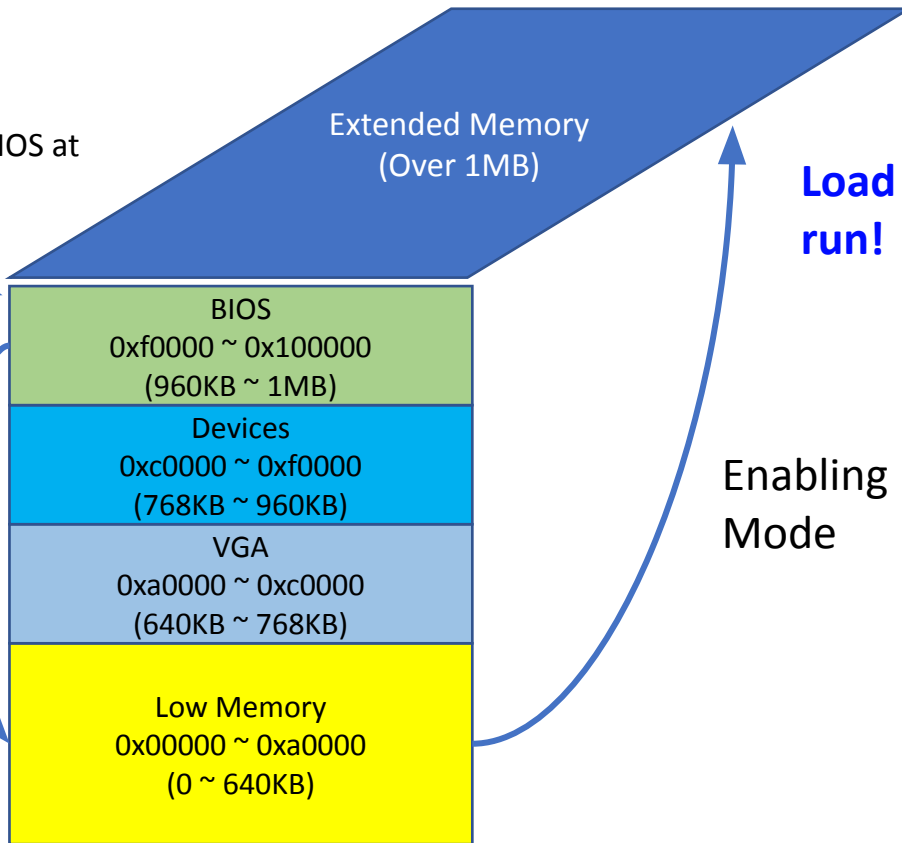 Extended Memory
(Over 1MB)
IOS at
Load
run!
BIOS
0xf0000 ~ 0x100000
(960KB ~ 1MB)
Devices
0xc0000 ~ 0xf0000
(768KB ~ 960KB)
Enabling
Mode
VGA
0xa0000 ~ 0xc0000
(640KB ~ 768KB)
Low Memory
0x00000 ~ 0xa0000
(0 ~ 640KB)